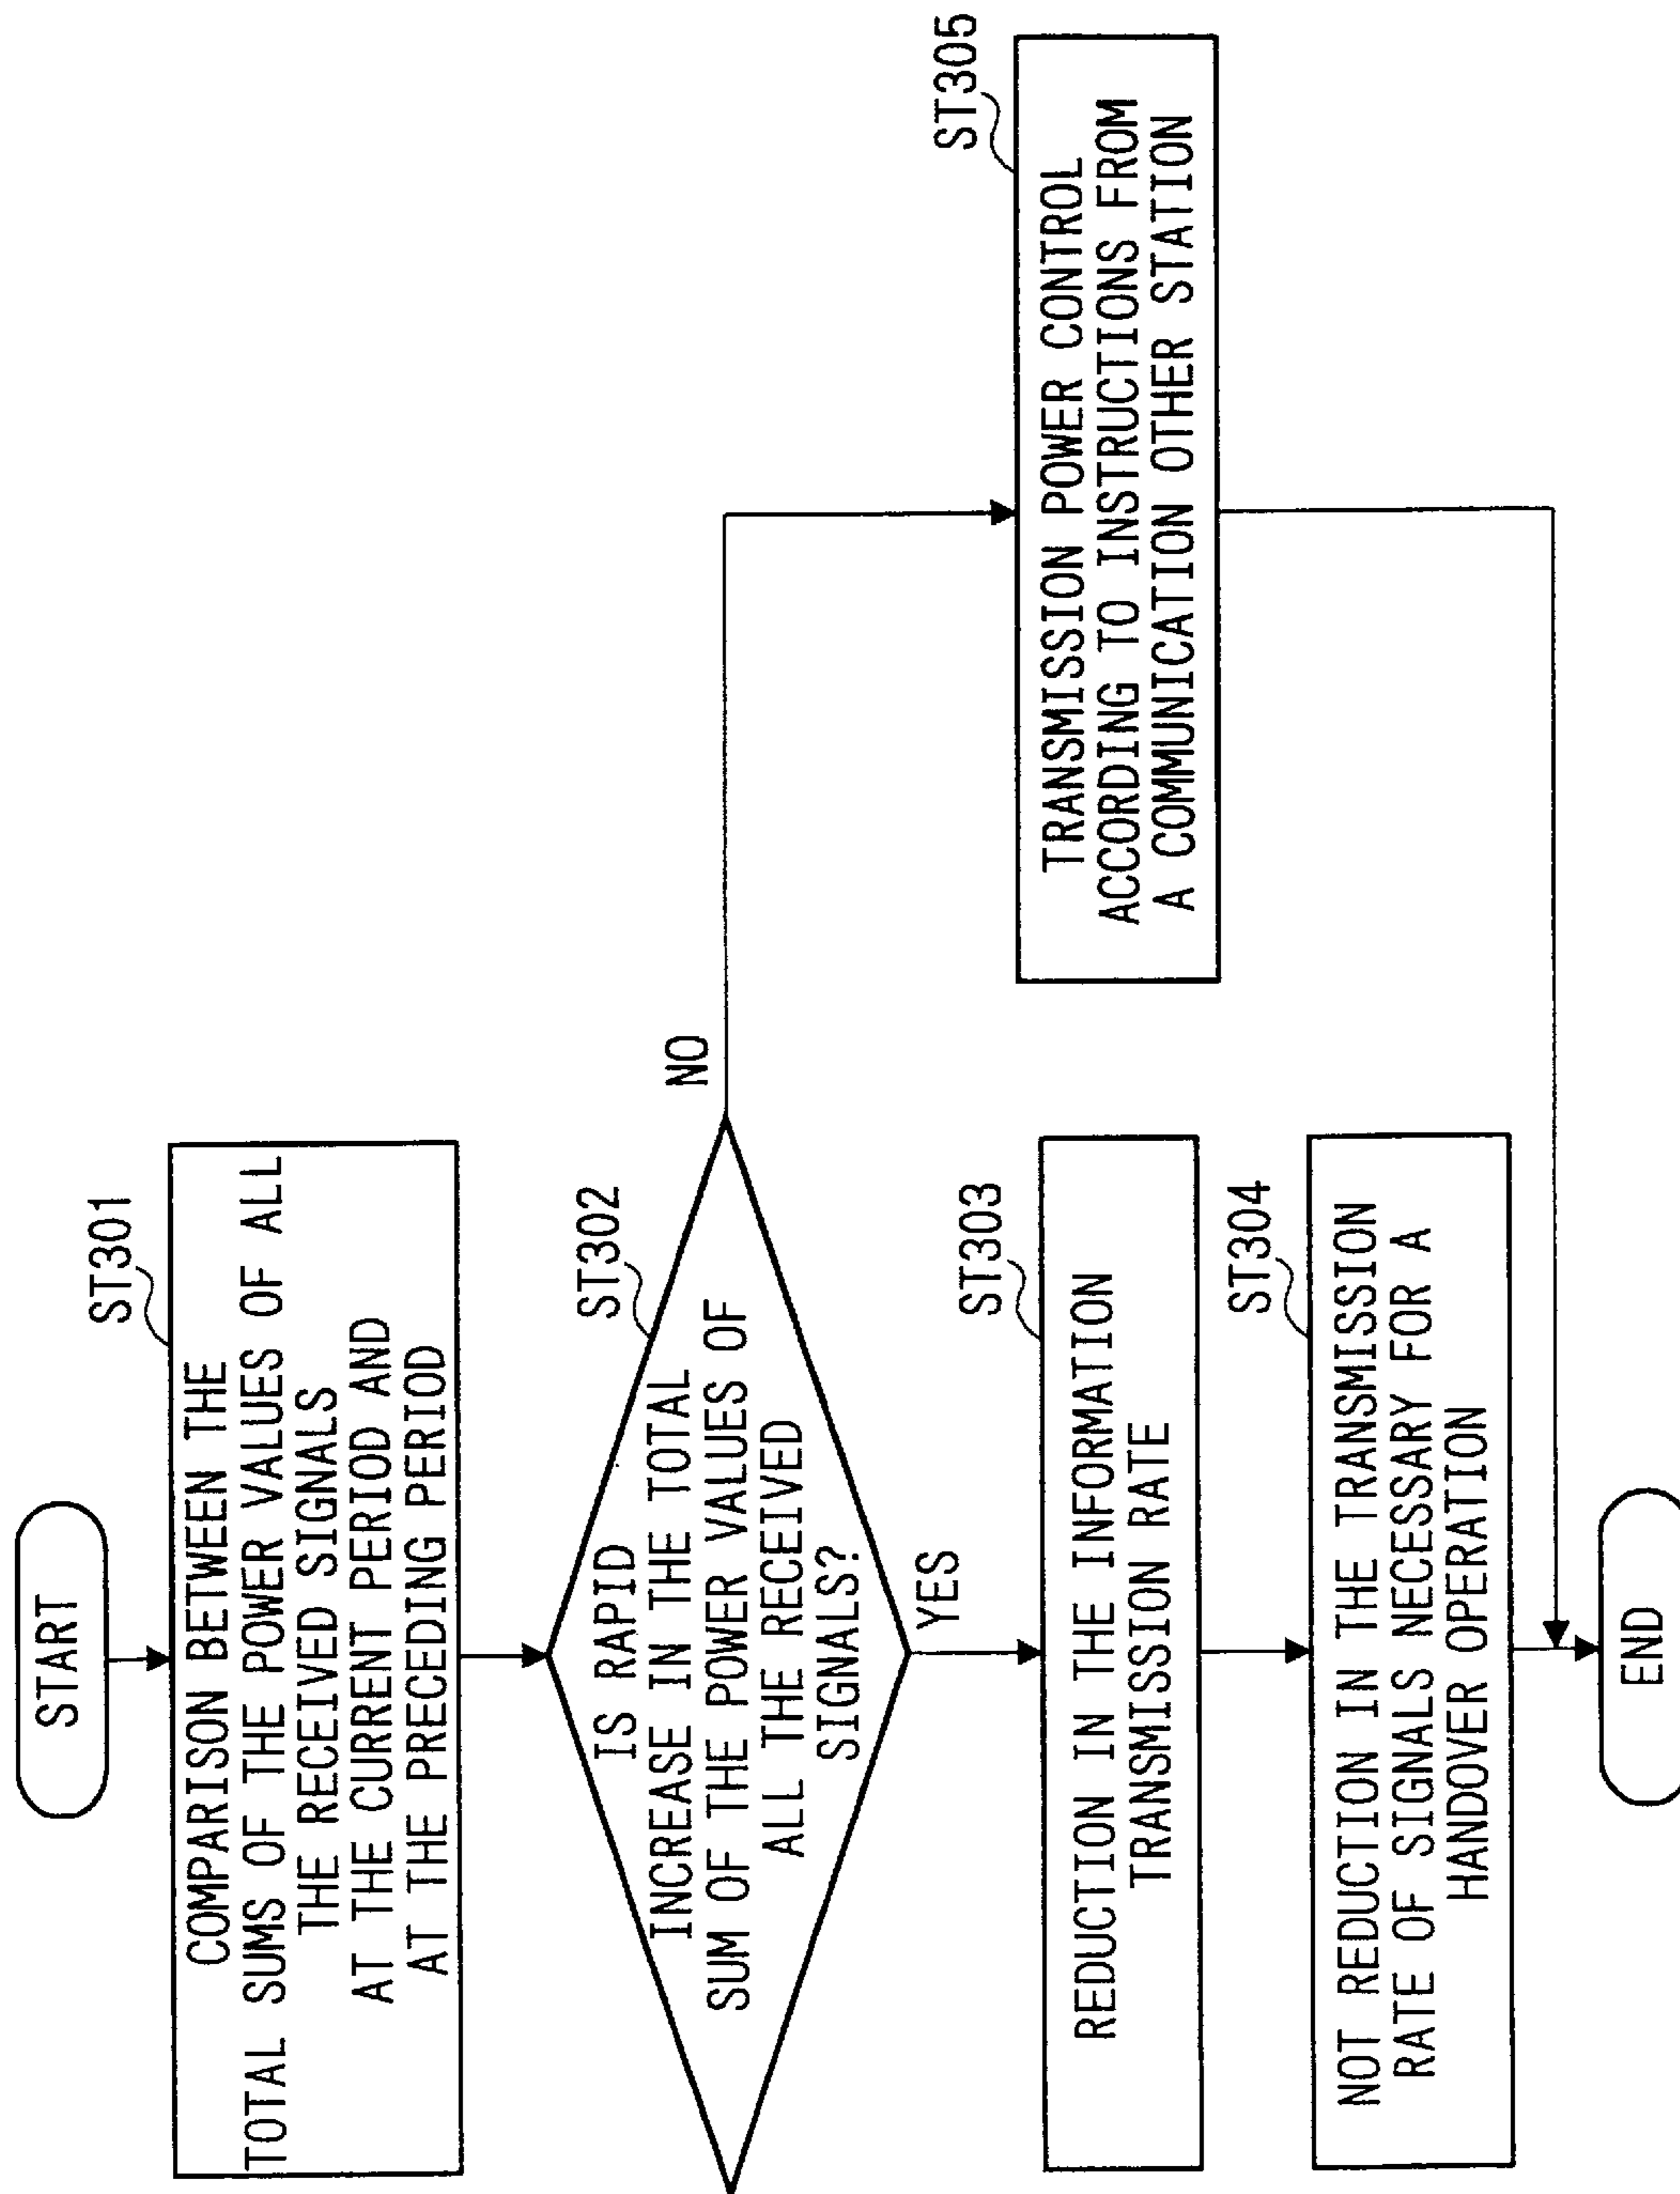 START
ST301
COMPARISON BETWEEN THE
TOTAL SUMS OF THE POWER VALUES OF ALL
THE RECEIVED SIGNALS
AT THE CURRENT PERIOD AND
AT THE PRECEDING PERIOD
ST302
IS RAPID
INCREASE IN THE TOTAL
SUM OF THE POWER VALUES OF
ALL THE RECEIVED
SIGNALS?
NO
YES
ST303
REDUCTION IN THE INFORMATION
TRANSMISSION RATE
ST304
NOT REDUCTION IN THE TRANSMISSION
RATE OF SIGNALS NECESSARY FOR A
HANDOVER OPERATION
ST305
TRANSMISSION POWER CONTROL
ACCORDING TO INSTRUCTIONS FROM
A COMMUNICATION OTHER STATION
END